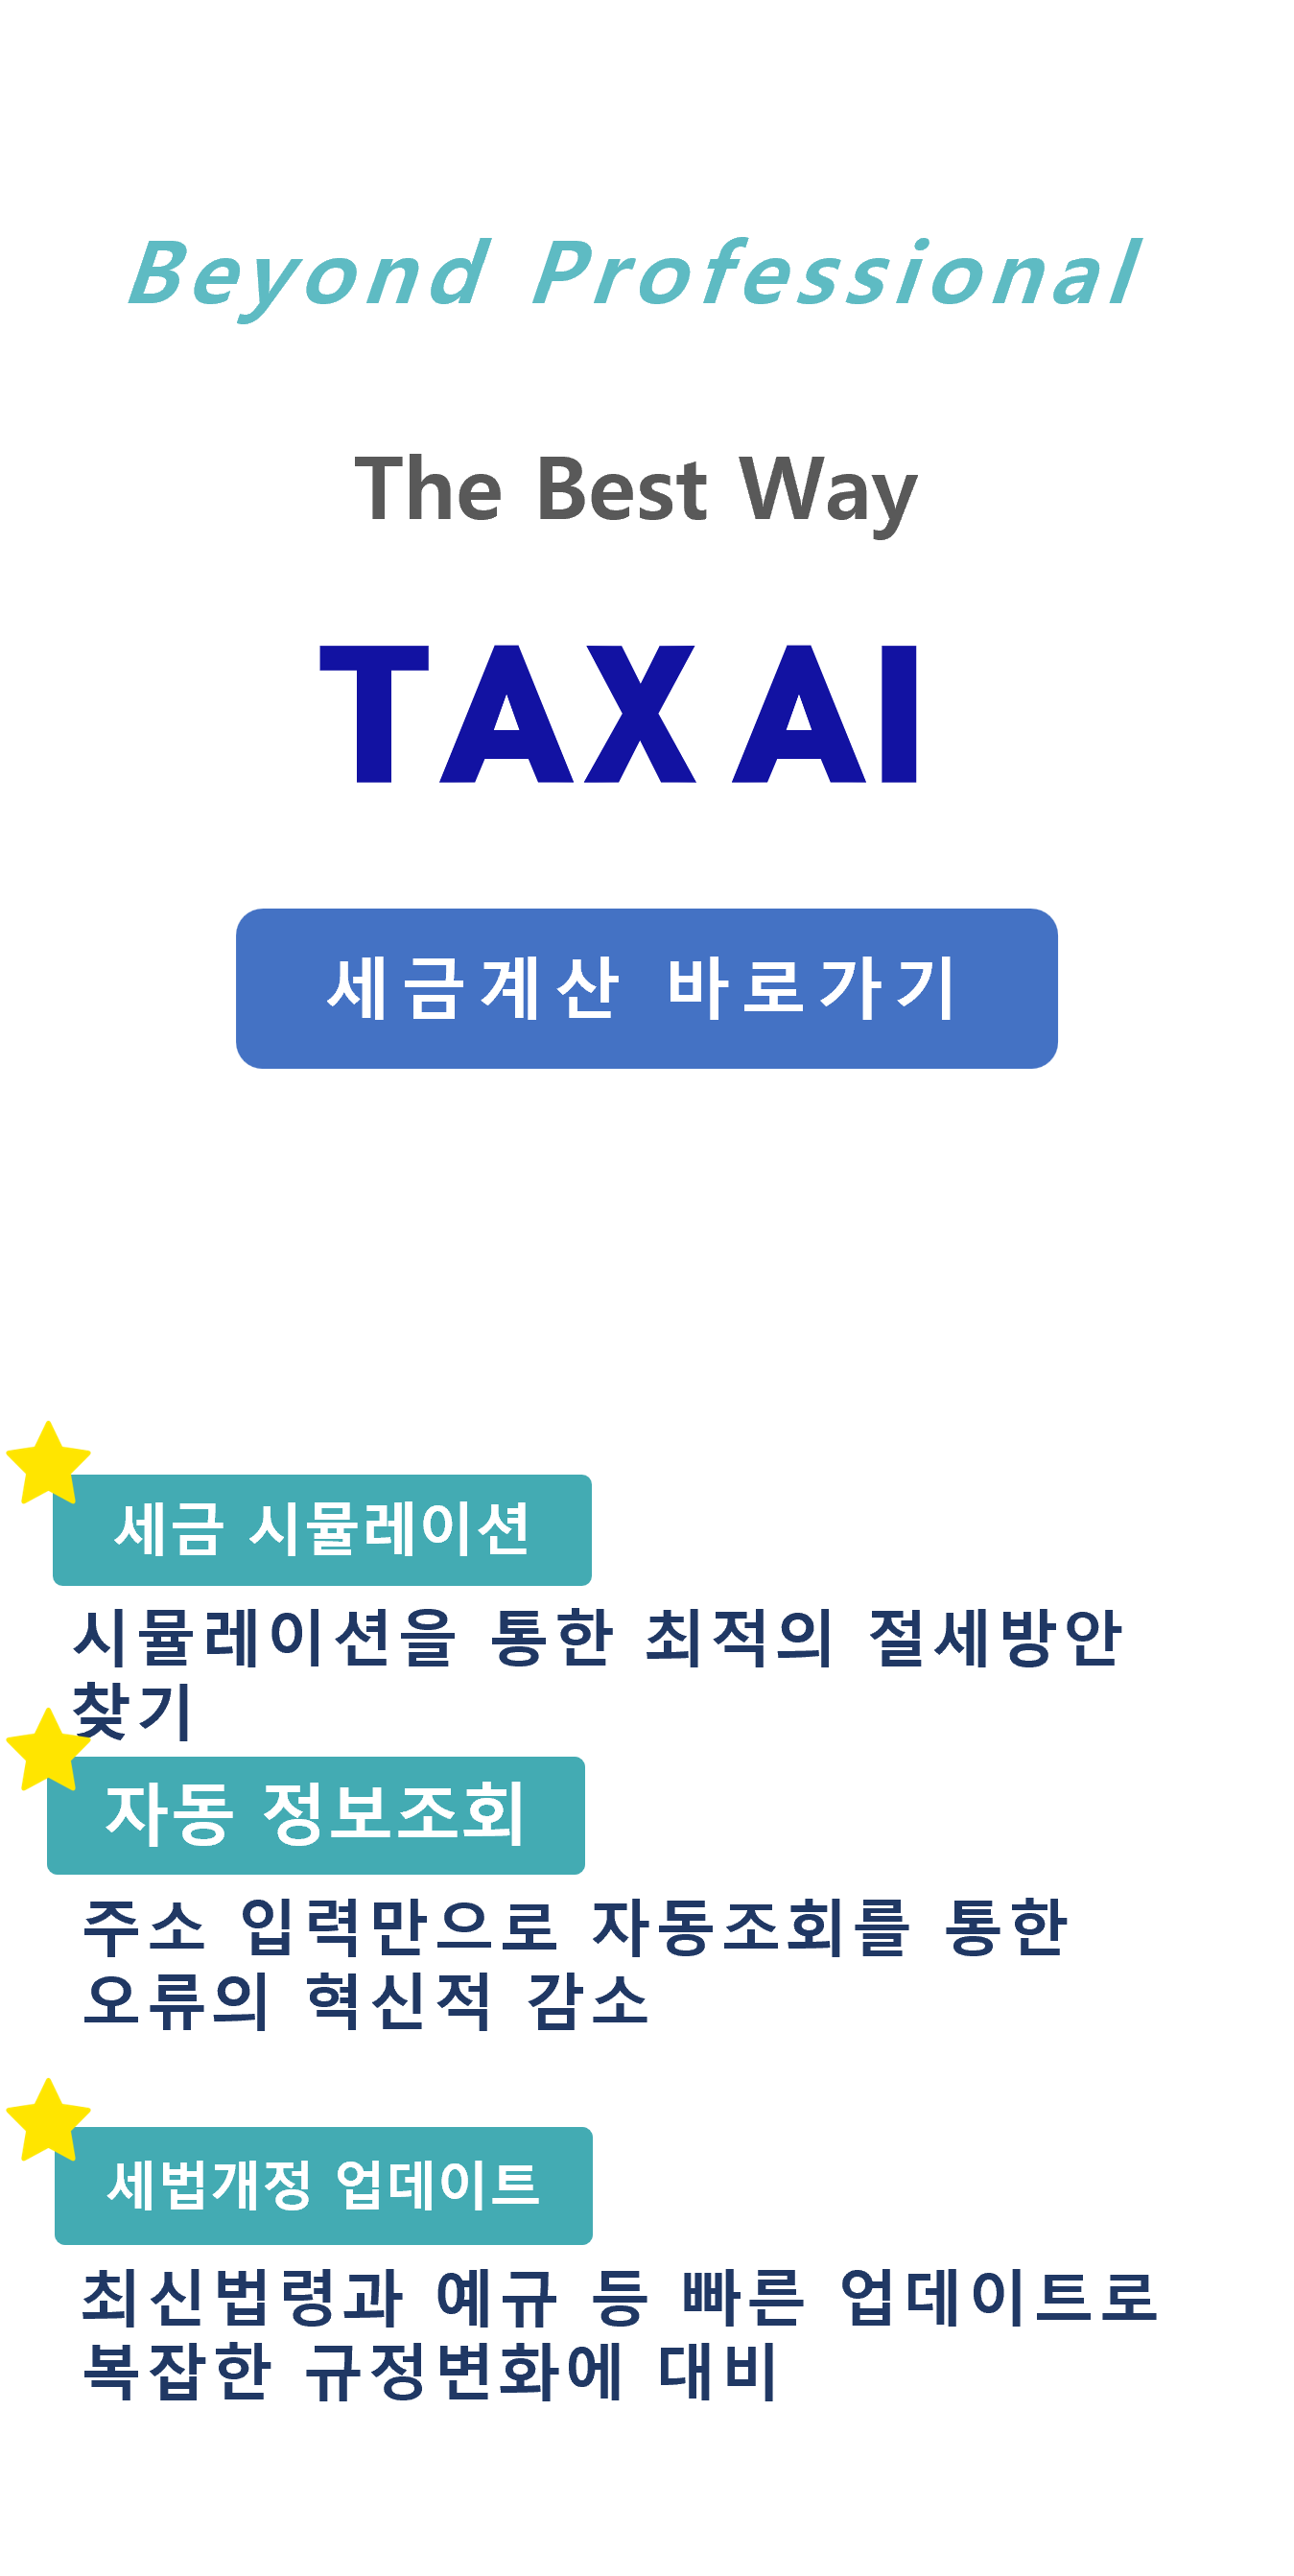 Beyond Professional
The Best Way
TAX AI
세금계산 바로가기
세금 시뮬레이션
시뮬레이션을 통한 최적의 절세방안
찾기
자동 정보조회
주소 입력만으로 자동조회를 통한
오류의 혁신적 감소
세법개정 업데이트
최신법령과 예규 등 빠른 업데이트로
복잡한 규정변화에 대비